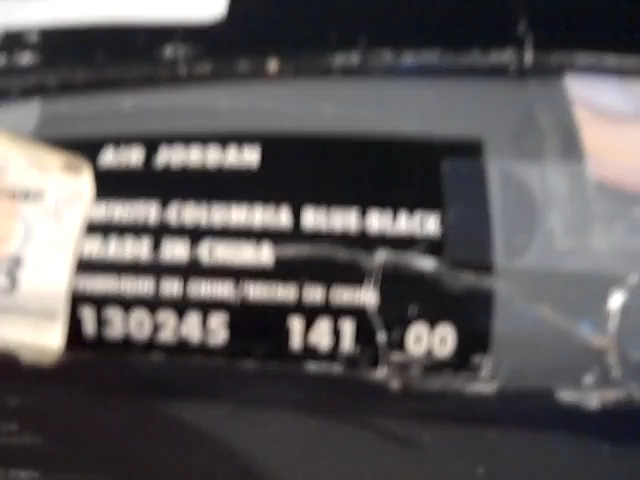 AIR JORDAN
WHITE-COLUMBIA BLUE-BLACK
MADE IN CHINA
FABRIQUE EN CHINE/HECHO EN CHINA
130245 141 00